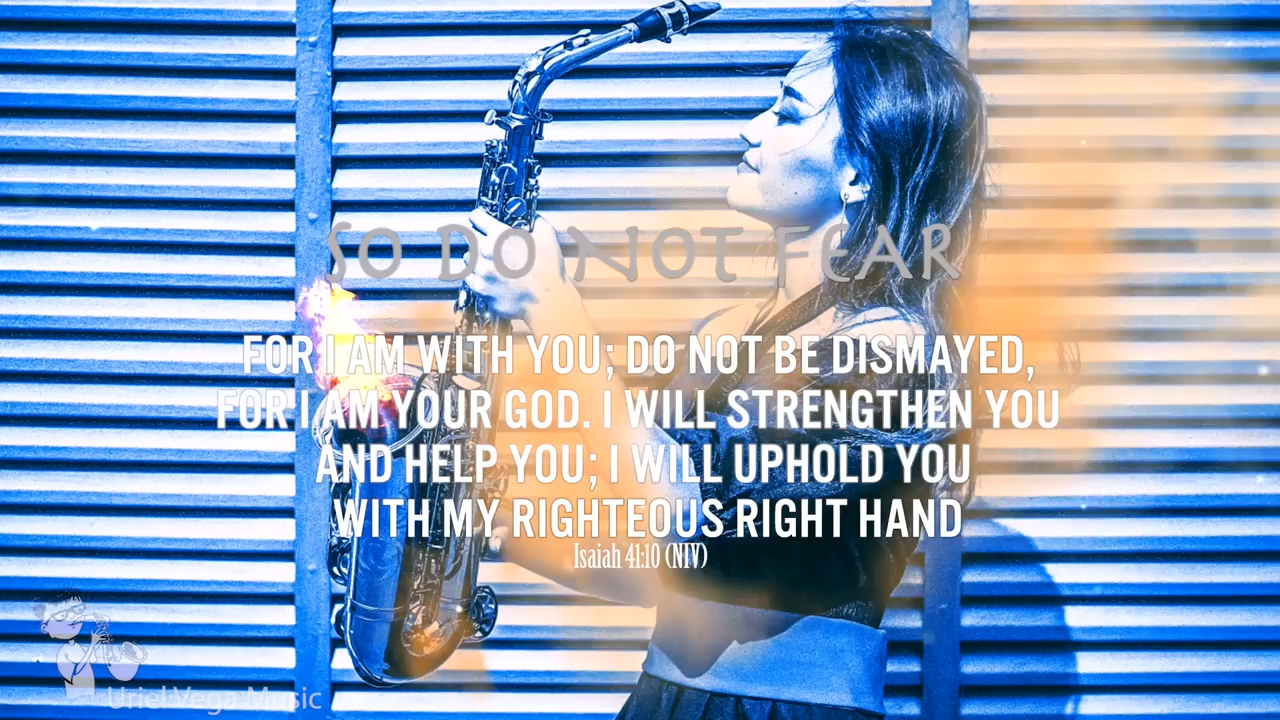 SO DO NOT FEAR
FOR I AM WITH YOU; DO NOT BE DISMAYED,
FOR I AM YOUR GOD. I WILL STRENGTHEN YOU
AND HELP YOU; I WILL UPHOLD YOU
WITH MY RIGHTEOUS RIGHT HAND
Isaiah 41:10 (NIV)
Uriel Vega Music